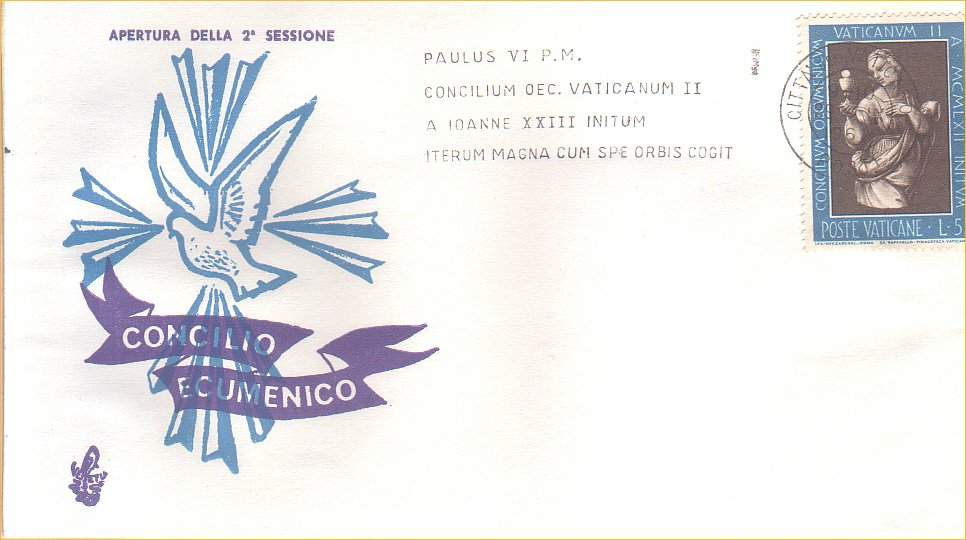 APERTURA DELLA 2ª SESSIONE
PAULUS VI P.M.
CONCILIUM OEC. VATICANUM II
A IOANNE XXIII INITUM
ITERUM MAGNA CUM SPE ORBIS COGIT
CONCILIO
ECUMENICO
CONCILIVM OECVMENICVM
VATICANVM II
A. MCMLXII INITVM
POSTE VATICANE · L. 5